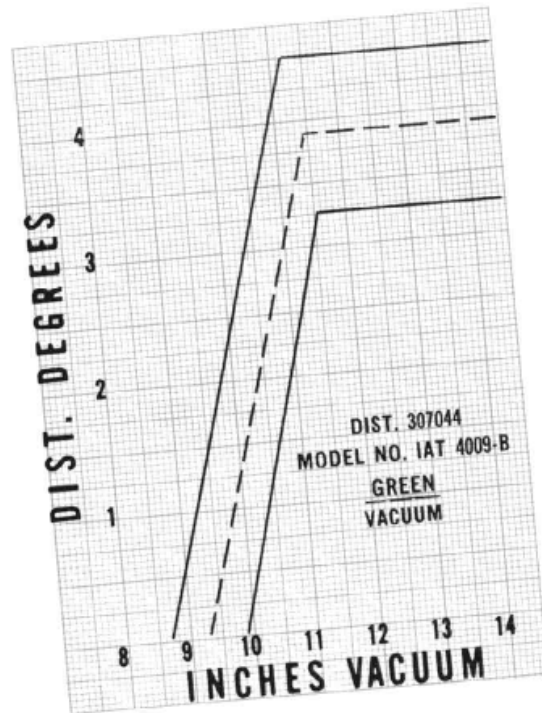 4
3
2
1
DIST. DEGREES
DIST. 307044
MODEL NO. IAT 4009-B
GREEN
VACUUM
8 9 10 11 12 13 14
INCHES VACUUM